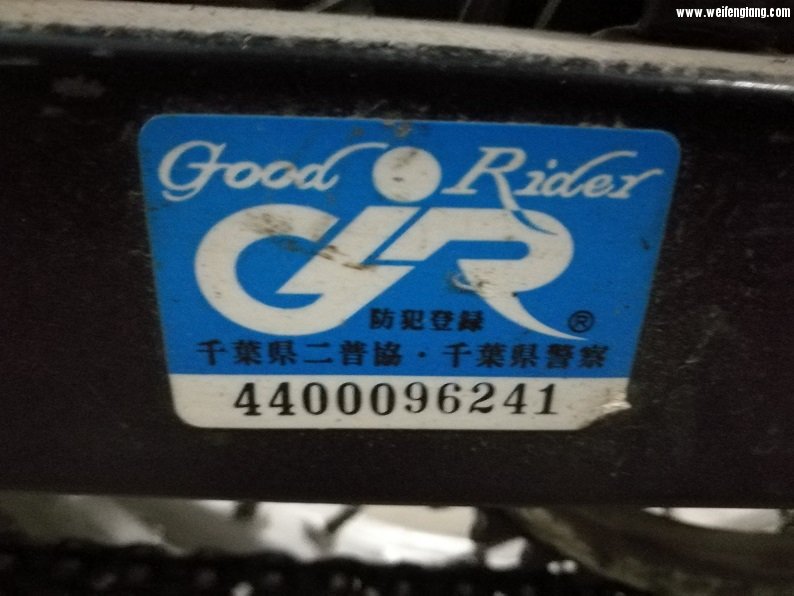 www.weifengtang.com
Good Rider
GR
防犯登録 ®
千葉県二普協・千葉県警察
4400096241